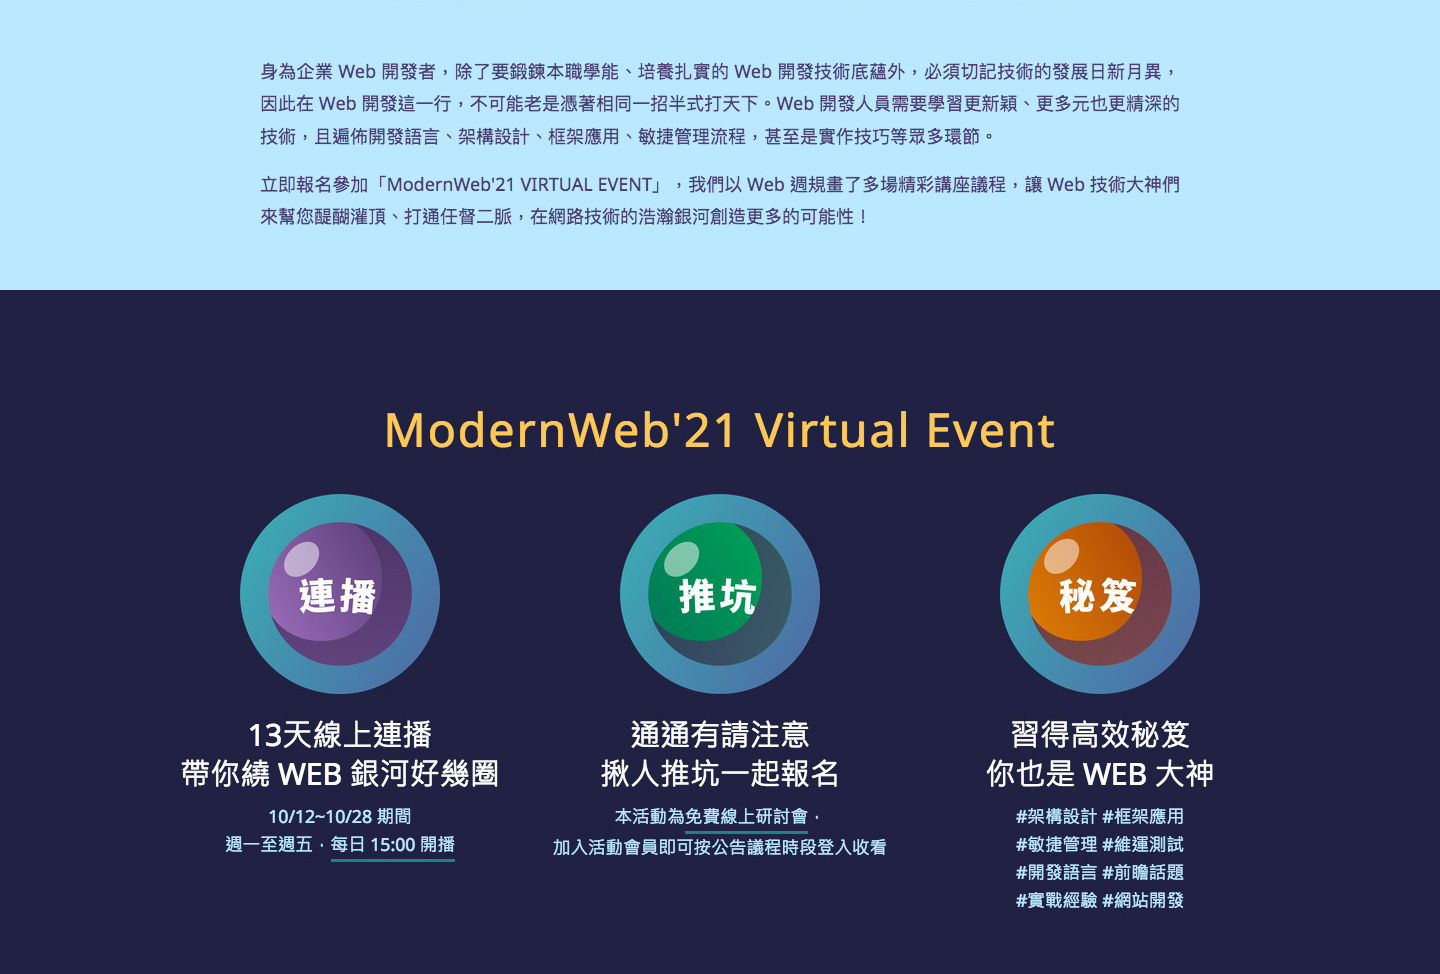 身為企業 Web 開發者，除了要鍛鍊本職學能、培養扎實的 Web 開發技術底蘊外，必須切記技術的發展日新月異，
因此在 Web 開發這一行，不可能老是憑著相同一招半式打天下。Web 開發人員需要學習更新穎、更多元也更精深的
技術，且遍佈開發語言、架構設計、框架應用、敏捷管理流程，甚至是實作技巧等眾多環節。
立即報名參加「ModernWeb'21 VIRTUAL EVENT」，我們以 Web 週規畫了多場精彩講座議程，讓 Web 技術大神們
來幫您醍醐灌頂、打通任督二脈，在網路技術的浩瀚銀河創造更多的可能性！
ModernWeb'21 Virtual Event
連播
13天線上連播
帶你繞 WEB 銀河好幾圈
10/12~10/28 期間
週一至週五，每日 15:00 開播
推坑
通通有請注意
揪人推坑一起報名
本活動為免費線上研討會，
加入活動會員即可按公告議程時段登入收看
秘笈
習得高效秘笈
你也是 WEB 大神
#架構設計 #框架應用
#敏捷管理 #維運測試
#開發語言 #前瞻話題
#實戰經驗 #網站開發